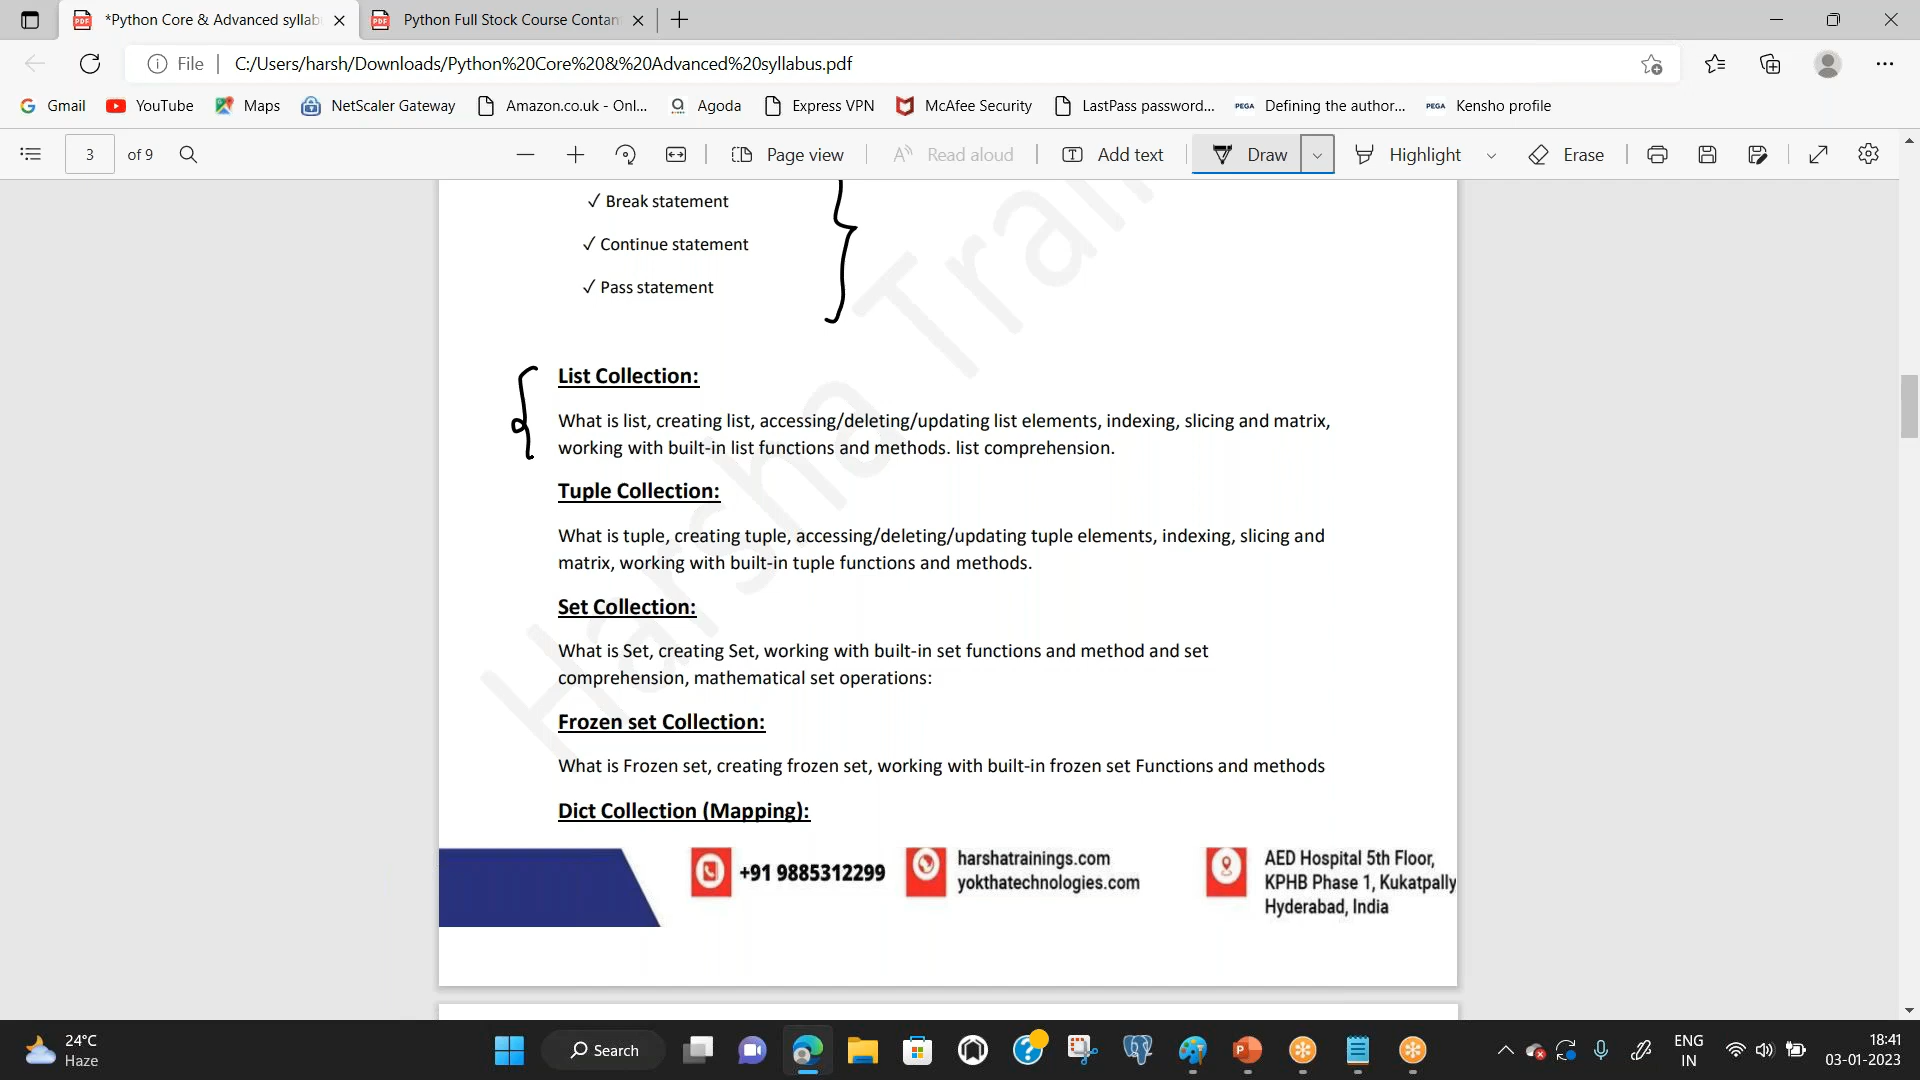 *Python Core & Advanced syllab
Python Full Stock Course Contan
File
C:/Users/harsh/Downloads/Python%20Core%20&%20Advanced%20syllabus.pdf
Gmail
YouTube
Maps
NetScaler Gateway
Amazon.co.uk - Onl...
Agoda
Express VPN
McAfee Security
LastPass password...
PEGA Defining the author...
PEGA Kensho profile
3 of 9
Page view
Read aloud
Add text
Draw
Highlight
Erase
✓ Break statement
✓ Continue statement
✓ Pass statement
List Collection:
What is list, creating list, accessing/deleting/updating list elements, indexing, slicing and matrix,
working with built-in list functions and methods. list comprehension.
Tuple Collection:
What is tuple, creating tuple, accessing/deleting/updating tuple elements, indexing, slicing and
matrix, working with built-in tuple functions and methods.
Set Collection:
What is Set, creating Set, working with built-in set functions and method and set
comprehension, mathematical set operations:
Frozen set Collection:
What is Frozen set, creating frozen set, working with built-in frozen set Functions and methods
Dict Collection (Mapping):
Harsha Train
+91 9885312299
harshatrainings.com
yokthatechnologies.com
AED Hospital 5th Floor,
KPHB Phase 1, Kukatpally
Hyderabad, India
24°C
Haze
Search
ENG
IN
18:41
03-01-2023